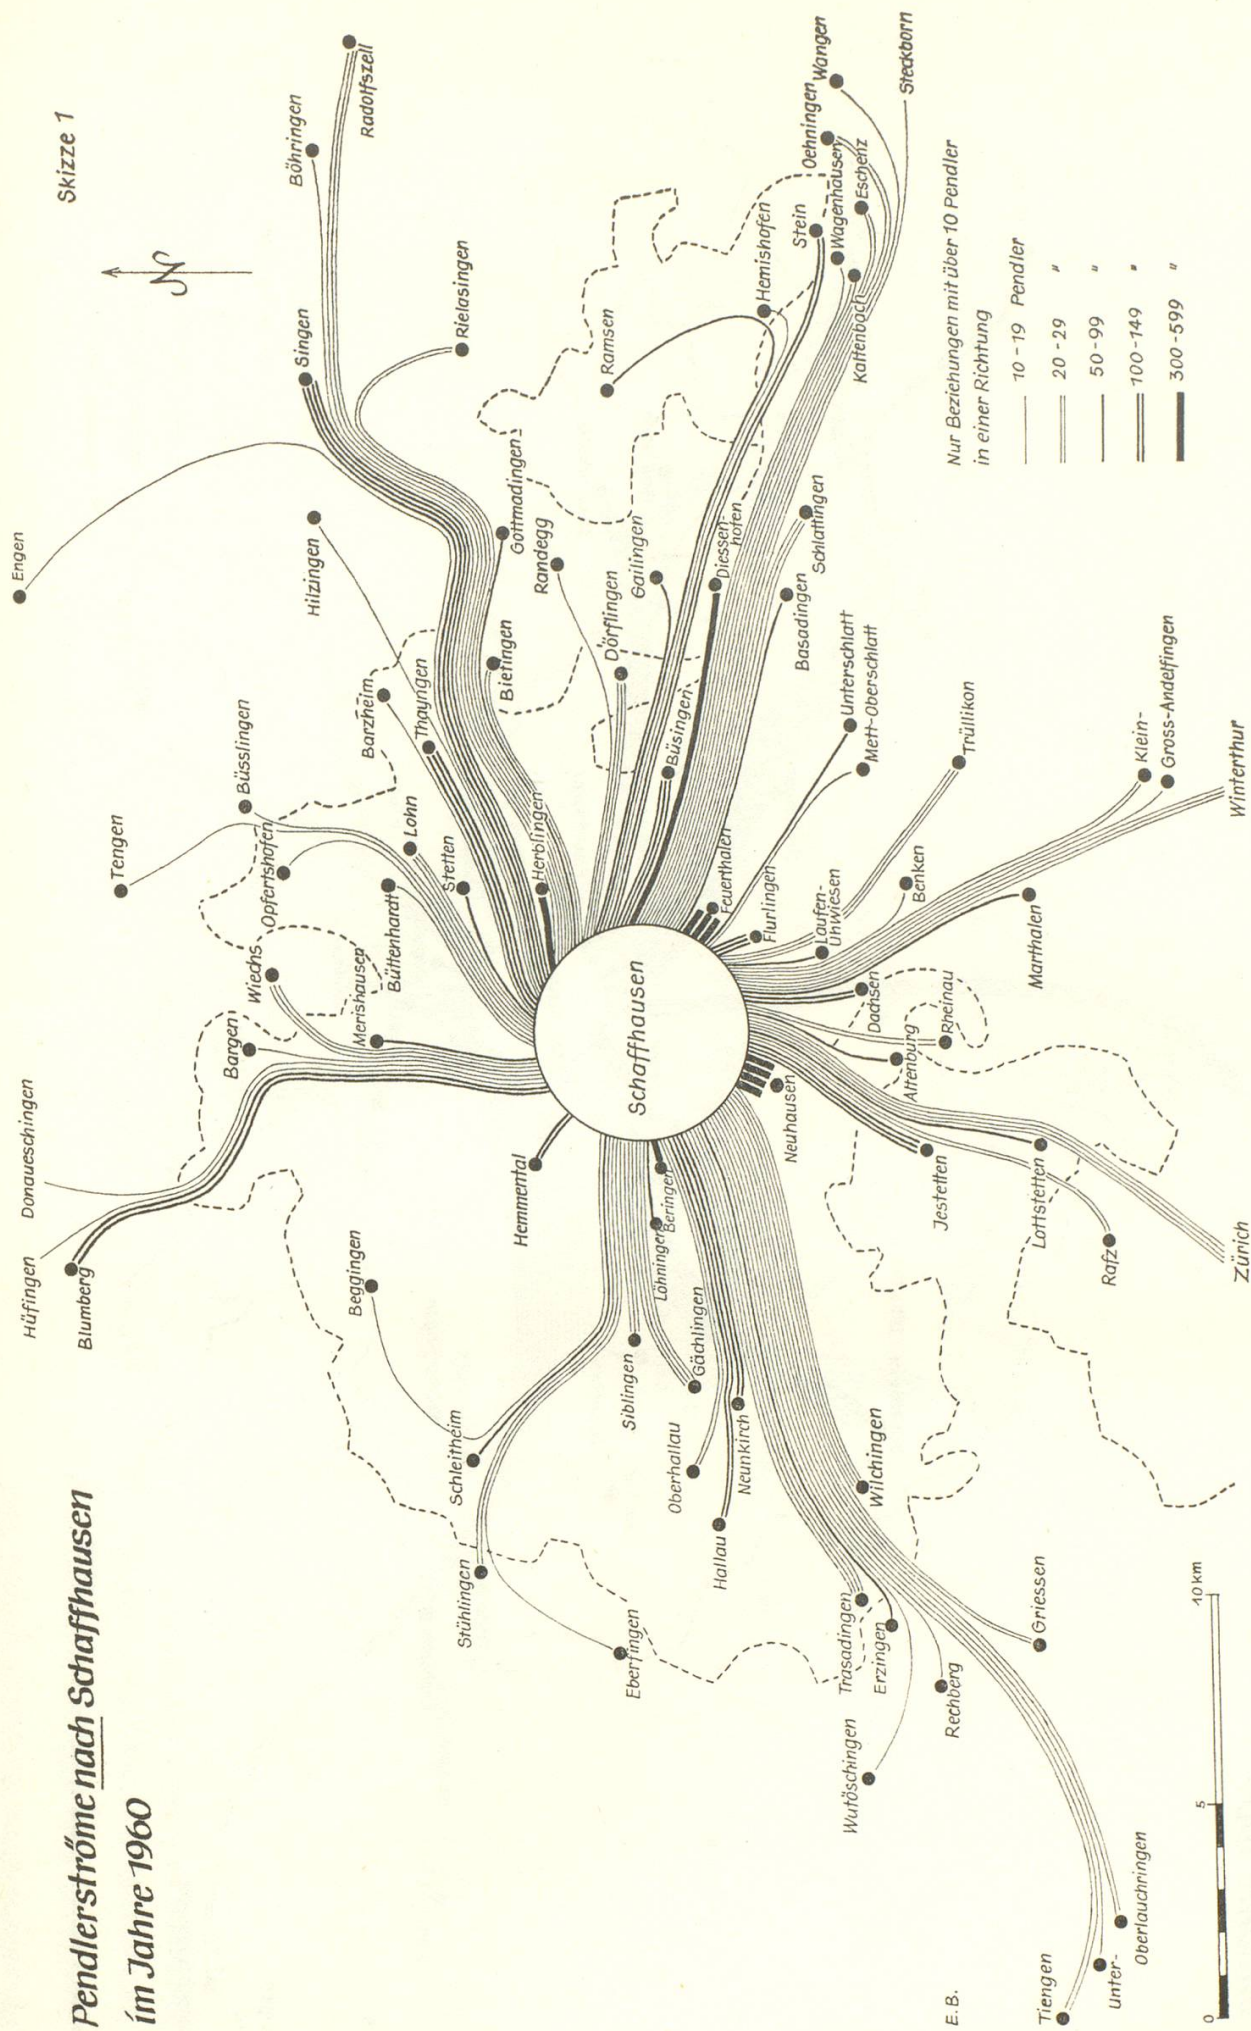 Pendlerströme nach Schaffhausen
im Jahre 1960
Skizze 1
N
Hüfingen
Donaueschingen
Blumberg
Engen
Tengen
Büsslingen
Hilzingen
Singen
Böhringen
Radolfszell
Rielasingen
Bargen
Wiechs
Opfertshofen
Barzheim
Merishausen
Büttenhardt
Lohn
Thayngen
Stetten
Herblingen
Bietingen
Gottmadingen
Randegg
Ramsen
Beggingen
Schleitheim
Stühlingen
Hemmental
Schaffhausen
Dörflingen
Gailingen
Büsingen
Diessen-
hofen
Hemishofen
Stein
Wagenhausen
Oehningen
Wangen
Eschenz
Steckborn
Kaltenbach
Eberfingen
Siblingen
Löhningen
Beringen
Gächlingen
Oberhallau
Neunkirch
Hallau
Feuerthalen
Flurlingen
Basadingen
Schlattingen
Neuhausen
Laufen-
Uhwiesen
Unterschlatt
Mett-Oberschlatt
Wilchingen
Trasadingen
Erzingen
Wutöschingen
Rechberg
Griessen
Dachsen
Benken
Trüllikon
Altenburg
Rheinau
Jestetten
Marthalen
Lottstetten
Rafz
Klein-
Gross-Andelfingen
Zürich
Winterthur
Tiengen
Unter-
Oberlauchringen
Nur Beziehungen mit über 10 Pendler
in einer Richtung
10-19 Pendler
20-29 "
50-99 "
100-149 "
300-599 "
E.B.
0 5 10 km